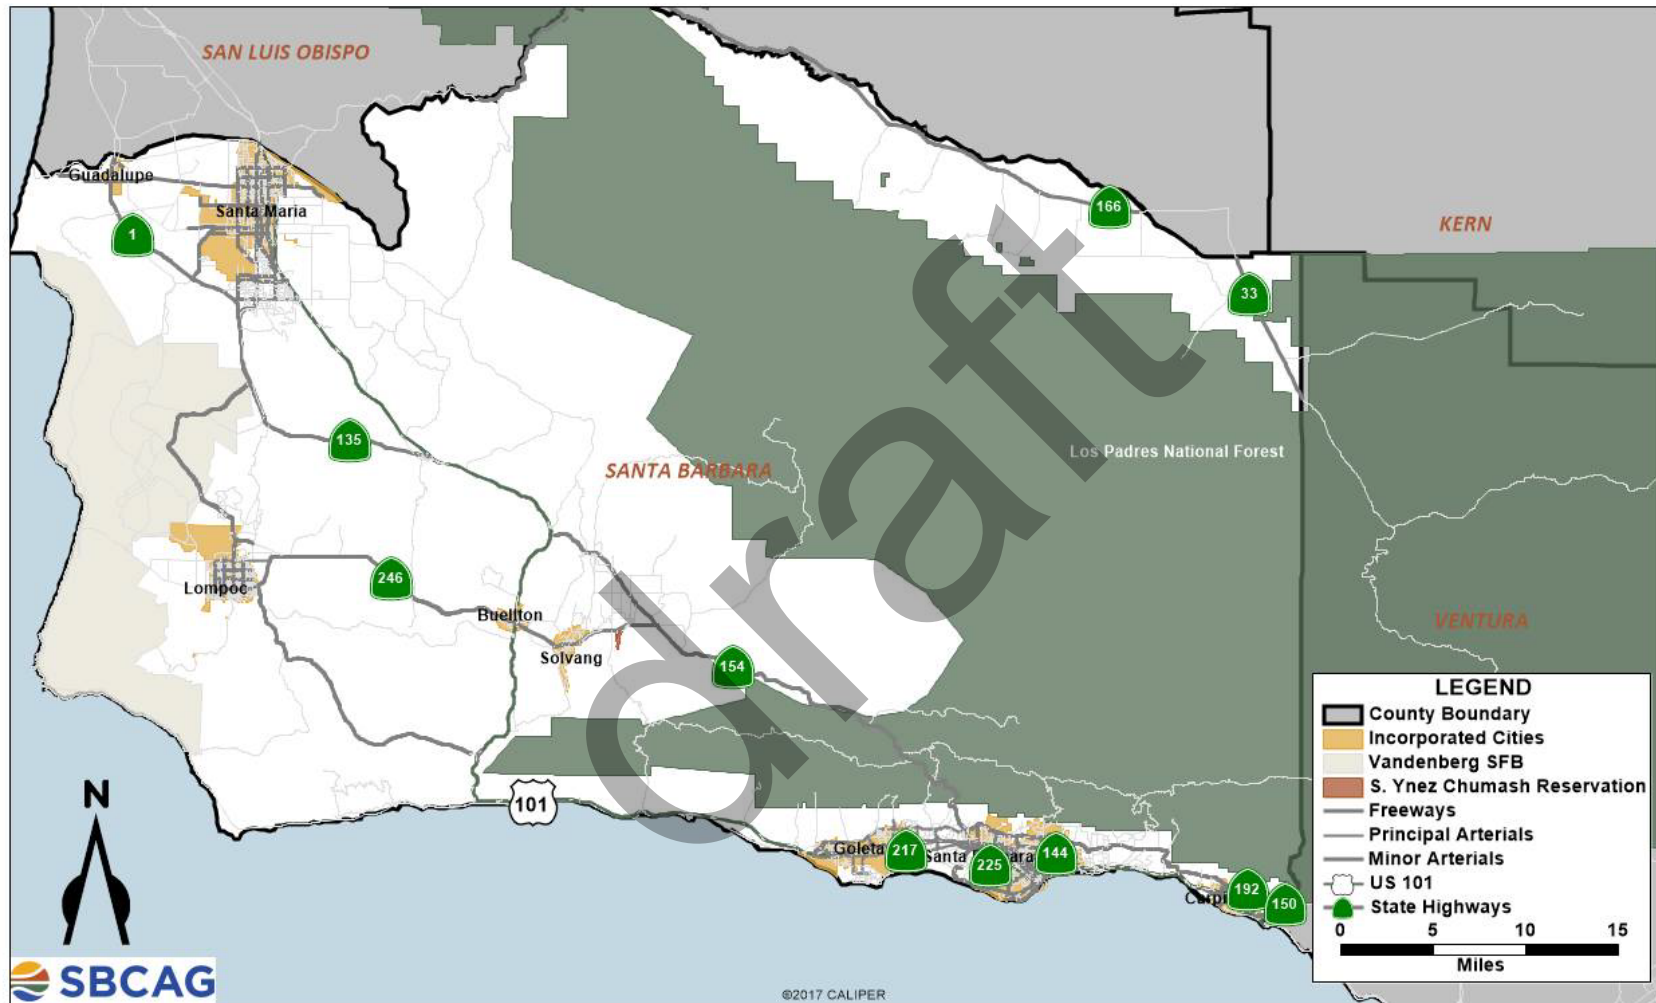 SAN LUIS OBISPO
Guadalupe
Santa Maria
1
166
KERN
33
135
Los Padres National Forest
SANTA BARBARA
246
Lompoc
Buellton
Solvang
154
VENTURA
draft
101
Goleta
217
225
144
192
150
LEGEND
County Boundary
Incorporated Cities
Vandenberg SFB
S. Ynez Chumash Reservation
Freeways
Principal Arterials
Minor Arterials
US 101
State Highways
0 5 10 15
Miles
N
SBCAG
©2017 CALIPER